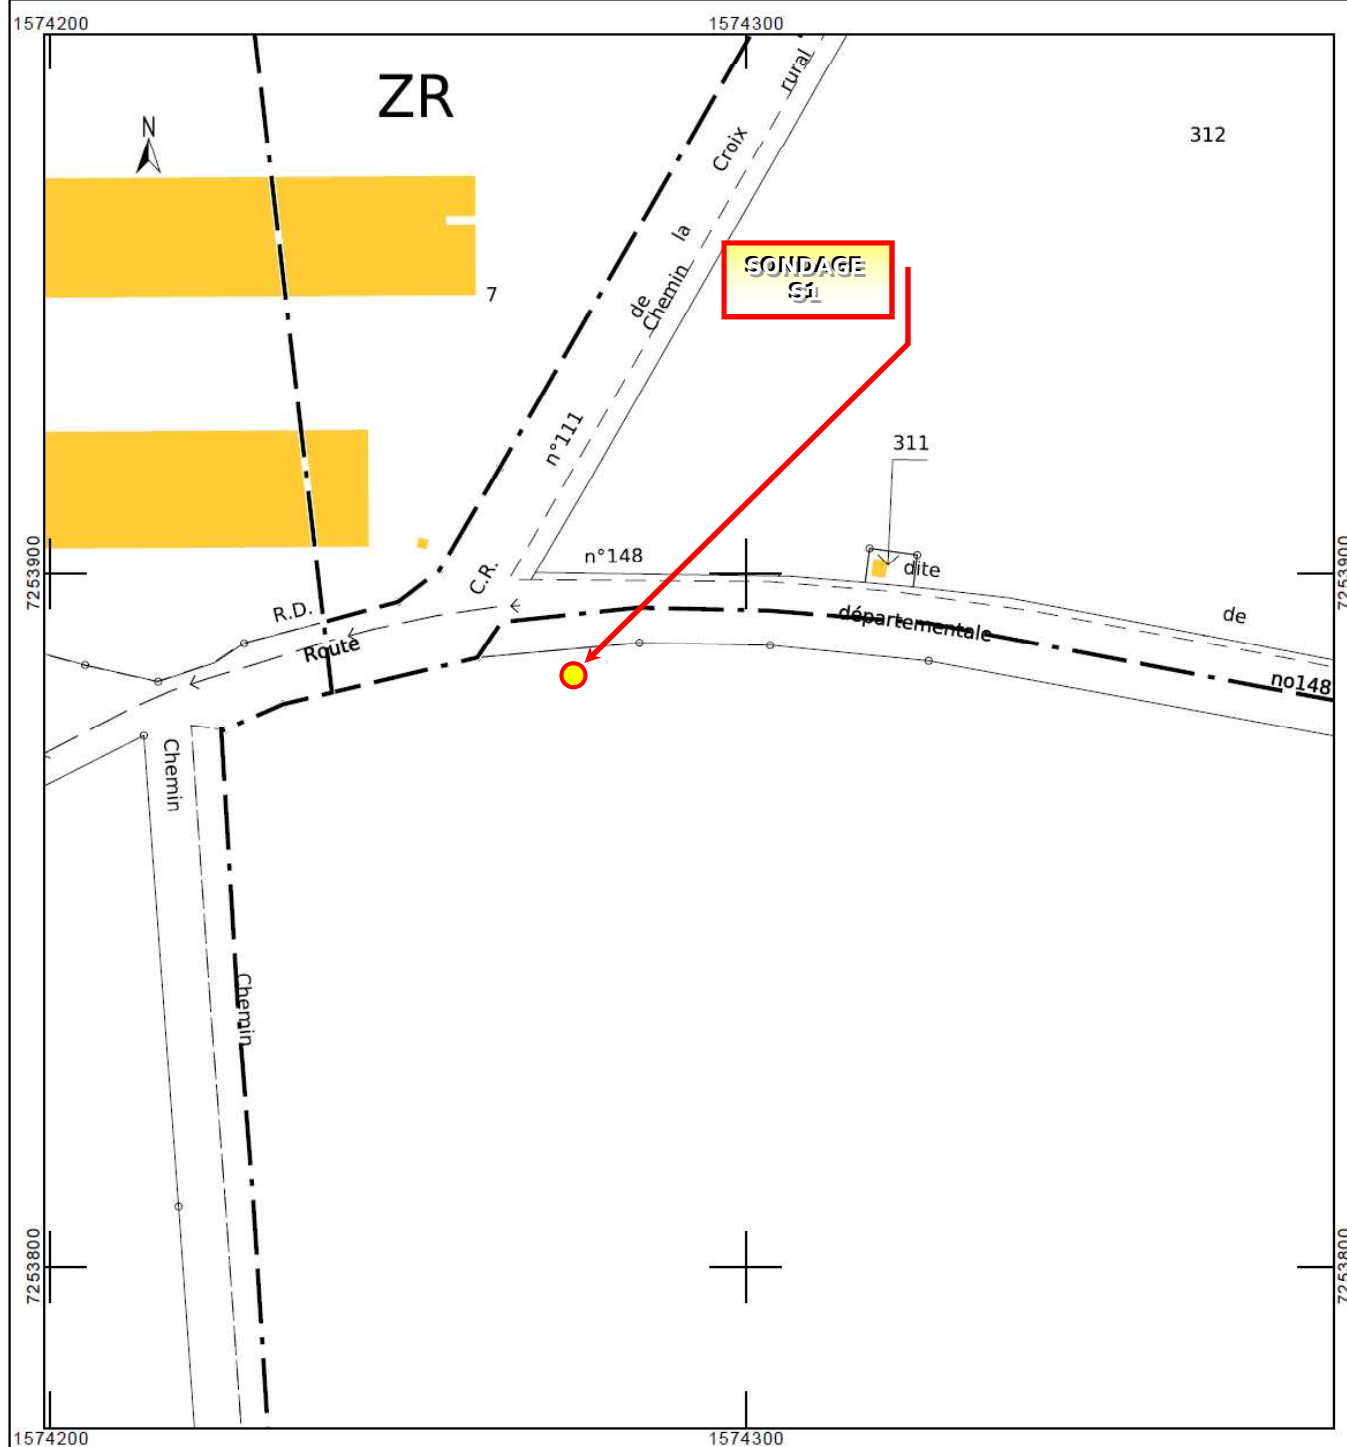 1574200
1574300
ZR
N
rural
Croix
la
de
Chemin
312
SONDAGE
S1
7
n°111
311
7253900
7253900
n°148
dite
C.R.
R.D.
Route
départementale
de
no148
Chemin
Chemin
7253800
7253800
1574200
1574300